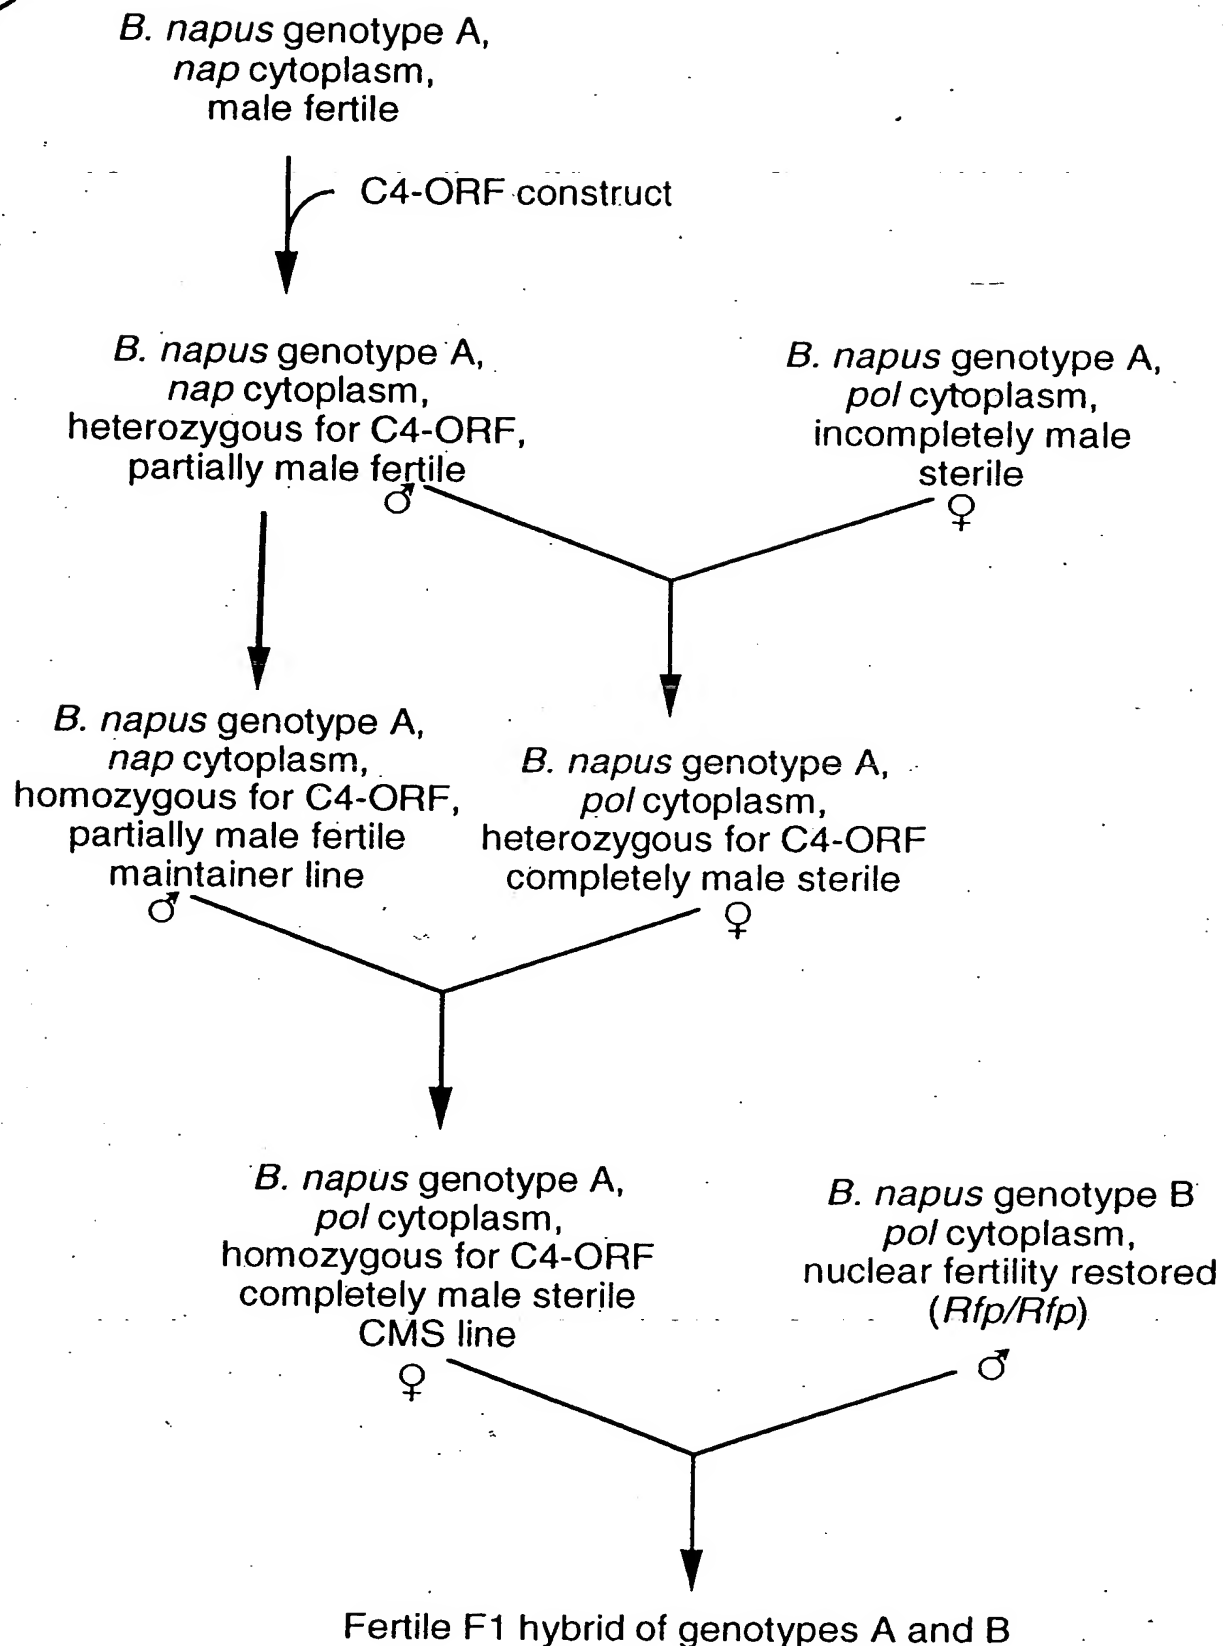 B. napus genotype A,
nap cytoplasm,
male fertile
C4-ORF construct
B. napus genotype A,
nap cytoplasm,
heterozygous for C4-ORF,
partially male fertile
♂
B. napus genotype A,
pol cytoplasm,
incompletely male
sterile
♀
B. napus genotype A,
nap cytoplasm,
homozygous for C4-ORF,
partially male fertile
maintainer line
♂
B. napus genotype A,
pol cytoplasm,
heterozygous for C4-ORF
completely male sterile
♀
B. napus genotype A,
pol cytoplasm,
homozygous for C4-ORF
completely male sterile
CMS line
♀
B. napus genotype B
pol cytoplasm,
nuclear fertility restored
(Rfp/Rfp)
♂
Fertile F1 hybrid of genotypes A and B